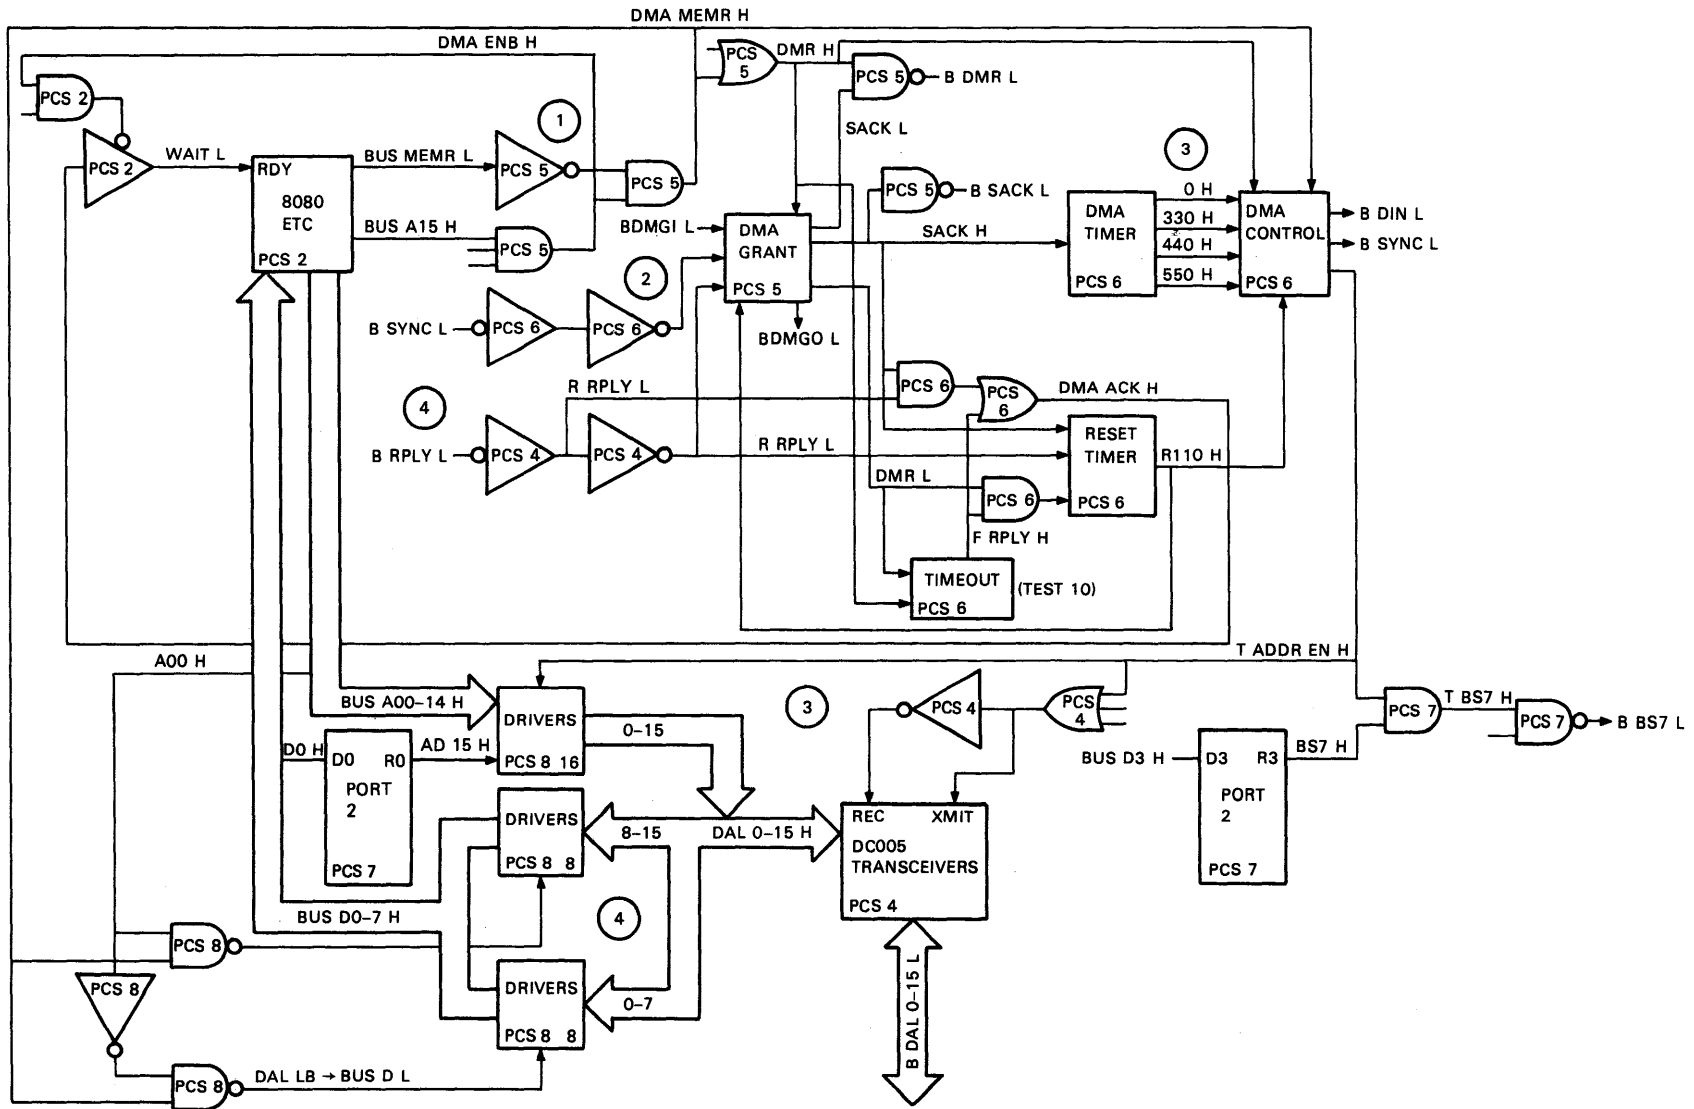 DMA MEMR H
DMA ENB H
PCS 2
PCS 5
DMR H
PCS 5
B DMR L
1
SACK L
3
PCS 2
WAIT L
RDY
8080
ETC
PCS 2
BUS MEMR L
PCS 5
PCS 5
PCS 5
B SACK L
BUS A15 H
PCS 5
BDMGI L
DMA
GRANT
PCS 5
SACK H
DMA
TIMER
PCS 6
0 H
330 H
440 H
550 H
DMA
CONTROL
PCS 6
B DIN L
B SYNC L
2
B SYNC L
PCS 6
PCS 6
BDMGO L
R RPLY L
PCS 6
PCS 6
DMA ACK H
4
B RPLY L
PCS 4
PCS 4
R RPLY L
RESET
TIMER
PCS 6
R110 H
DMR L
PCS 6
F RPLY H
TIMEOUT
PCS 6
(TEST 10)
A00 H
T ADDR EN H
BUS A00-14 H
DRIVERS
PCS 8 16
0-15
3
PCS 4
PCS 4
PCS 7
T BS7 H
PCS 7
B BS7 L
D0 H
D0 R0
PORT
2
PCS 7
AD 15 H
BUS D3 H
D3 R3
PORT
2
PCS 7
BS7 H
DRIVERS
PCS 8 8
8-15
DAL 0-15 H
REC XMIT
DC005
TRANSCEIVERS
PCS 4
BUS D0-7 H
4
PCS 8
PCS 8
DRIVERS
PCS 8 8
0-7
B DAL 0-15 L
PCS 8
DAL LB → BUS D L